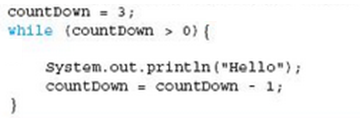 countDown = 3;
while (countDown > 0){
System.out.println("Hello");
countDown = countDown - 1;
}